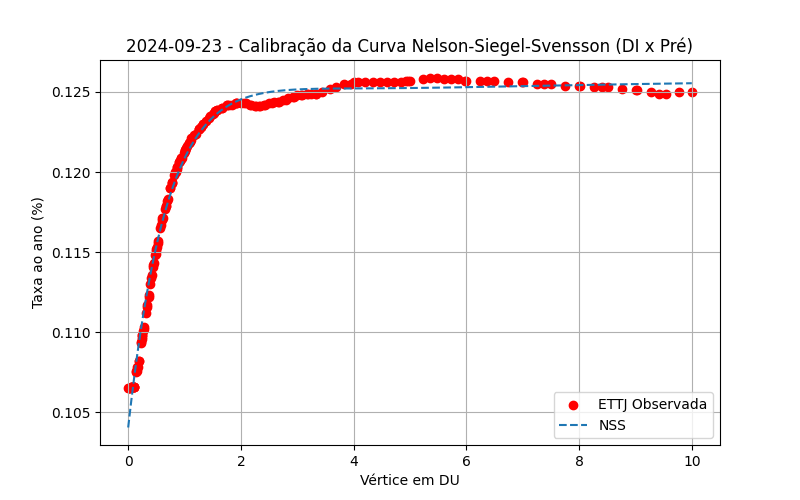 2024-09-23 - Calibração da Curva Nelson-Siegel-Svensson (DI x Pré)
Taxa ao ano (%)
0.125
0.120
0.115
0.110
0.105
ETTJ Observada
NSS
0 2 4 6 8 10
Vértice em DU